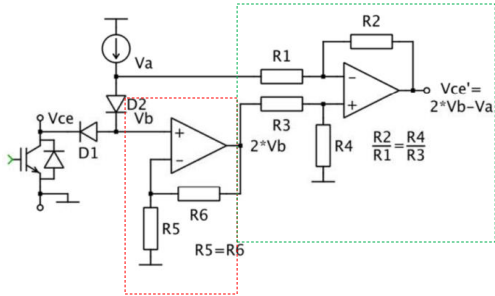 R2
Va
R1
Vce'=
2*Vb-Va
D2
R3
Vce
Vb
2*Vb
R4
R2/R1=R4/R3
D1
R6
R5
R5=R6
−
+
+
−